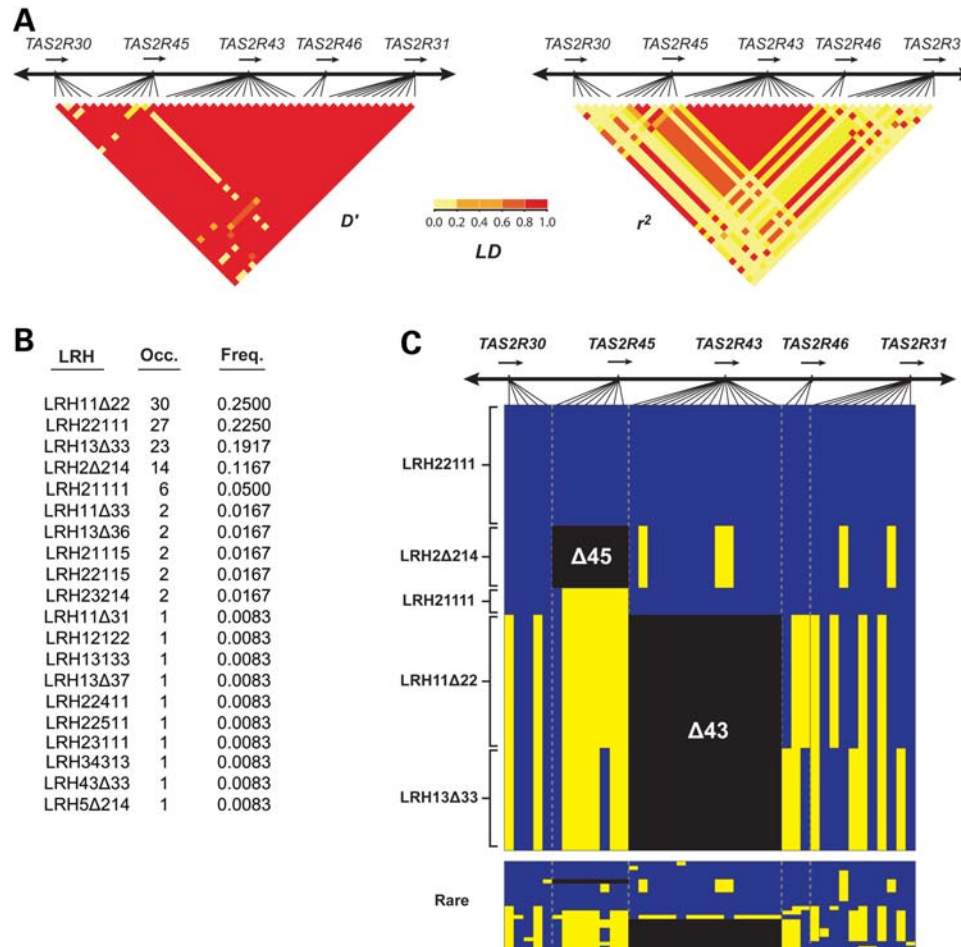 A
TAS2R30 TAS2R45 TAS2R43 TAS2R46 TAS2R31
TAS2R30 TAS2R45 TAS2R43 TAS2R46 TAS2R3
D'
0.0 0.2 0.4 0.6 0.8 1.0
LD
r²
B
LRH Occ. Freq.
LRH11Δ22 30 0.2500
LRH22111 27 0.2250
LRH13Δ33 23 0.1917
LRH2Δ214 14 0.1167
LRH21111 6 0.0500
LRH11Δ33 2 0.0167
LRH13Δ36 2 0.0167
LRH21115 2 0.0167
LRH22115 2 0.0167
LRH23214 2 0.0167
LRH11Δ31 1 0.0083
LRH12122 1 0.0083
LRH13133 1 0.0083
LRH13Δ37 1 0.0083
LRH22411 1 0.0083
LRH22511 1 0.0083
LRH23111 1 0.0083
LRH34313 1 0.0083
LRH43Δ33 1 0.0083
LRH5Δ214 1 0.0083
C
TAS2R30 TAS2R45 TAS2R43 TAS2R46 TAS2R31
LRH22111
LRH2Δ214
Δ45
LRH21111
LRH11Δ22
Δ43
LRH13Δ33
Rare